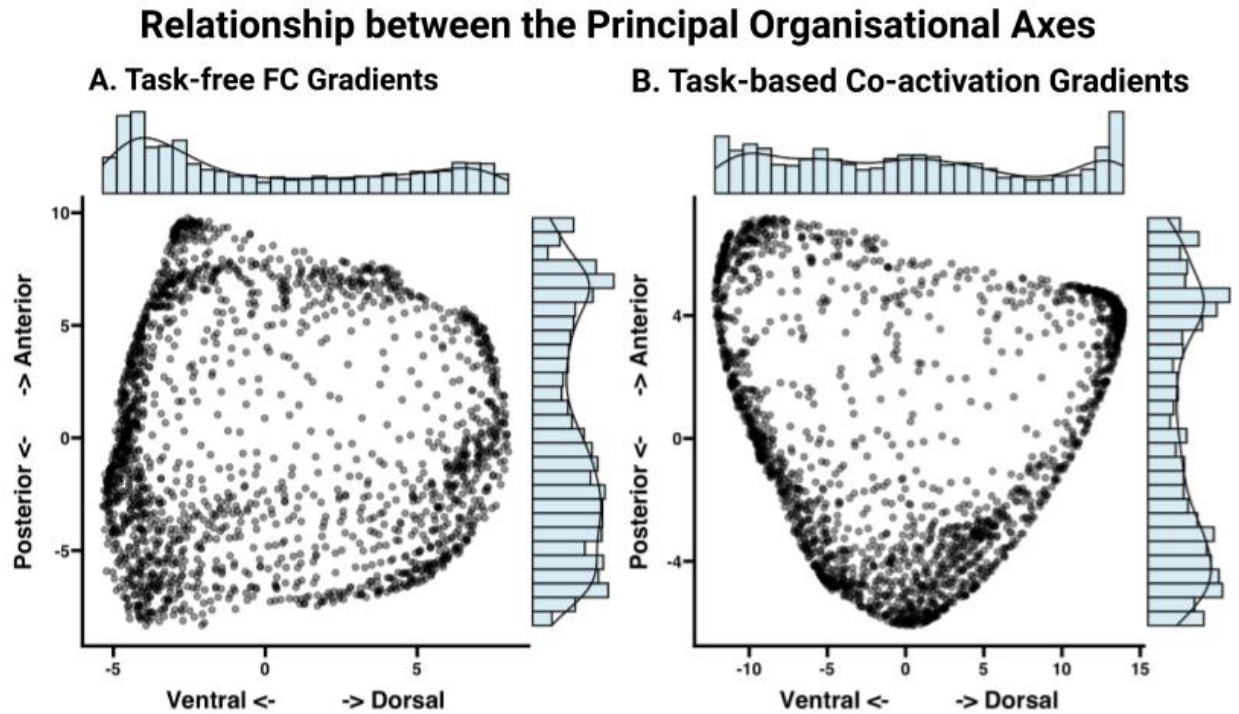 Relationship between the Principal Organisational Axes
A. Task-free FC Gradients
B. Task-based Co-activation Gradients
10
5
0
-5
Posterior <- -> Anterior
-5 0 5
Ventral <- -> Dorsal
4
0
-4
Posterior <- -> Anterior
-10 -5 0 5 10 15
Ventral <- -> Dorsal